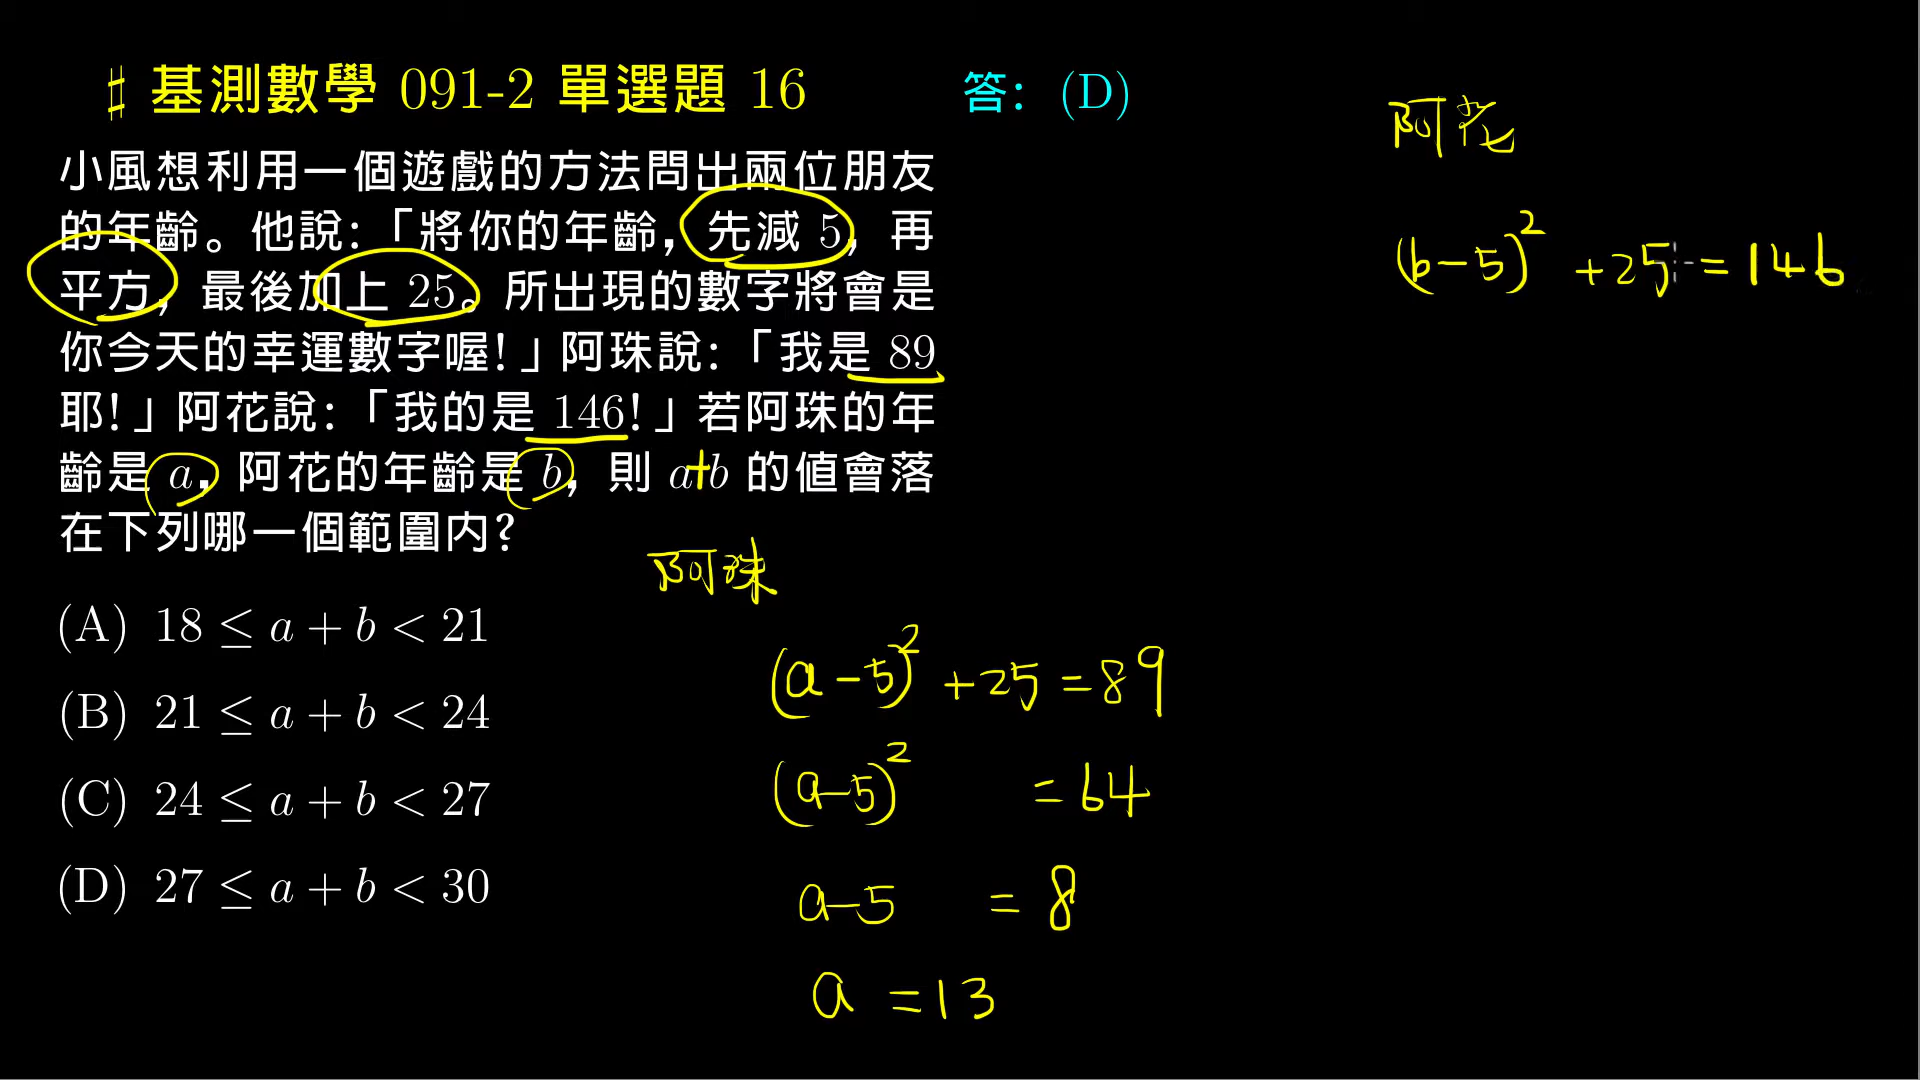 # 基測數學 091-2 單選題 16
答: (D)
小風想利用一個遊戲的方法問出兩位朋友
的年齡。他說:「將你的年齡, 先減 5, 再
平方, 最後加上 25。所出現的數字將會是
你今天的幸運數字喔!」阿珠說:「我是 89
耶!」阿花說:「我的是 146!」若阿珠的年
齡是 a, 阿花的年齡是 b, 則 a+b 的值會落
在下列哪一個範圍內?
(A) 18 ≤ a + b < 21
(B) 21 ≤ a + b < 24
(C) 24 ≤ a + b < 27
(D) 27 ≤ a + b < 30
阿珠
(a-5)² +25 = 89
(a-5)² = 64
a-5 = 8
a = 13
阿花
(b-5)² +25 = 146